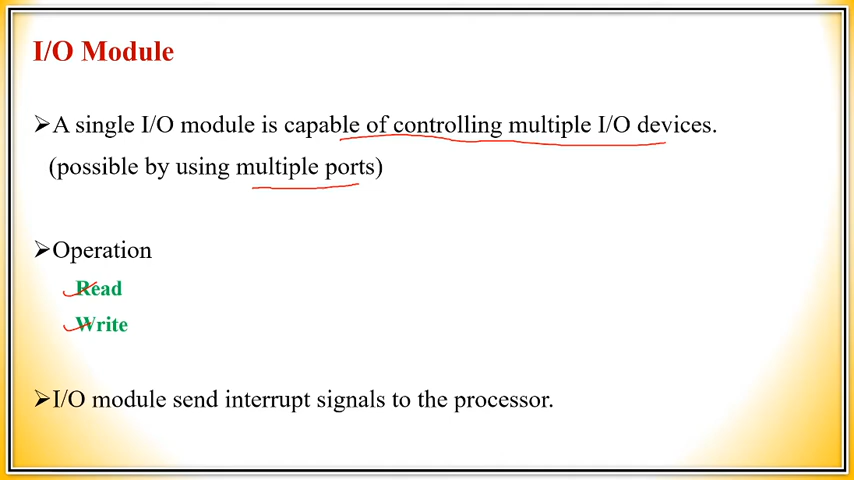 I/O Module
➢A single I/O module is capable of controlling multiple I/O devices.
(possible by using multiple ports)
➢Operation
Read
Write
➢I/O module send interrupt signals to the processor.